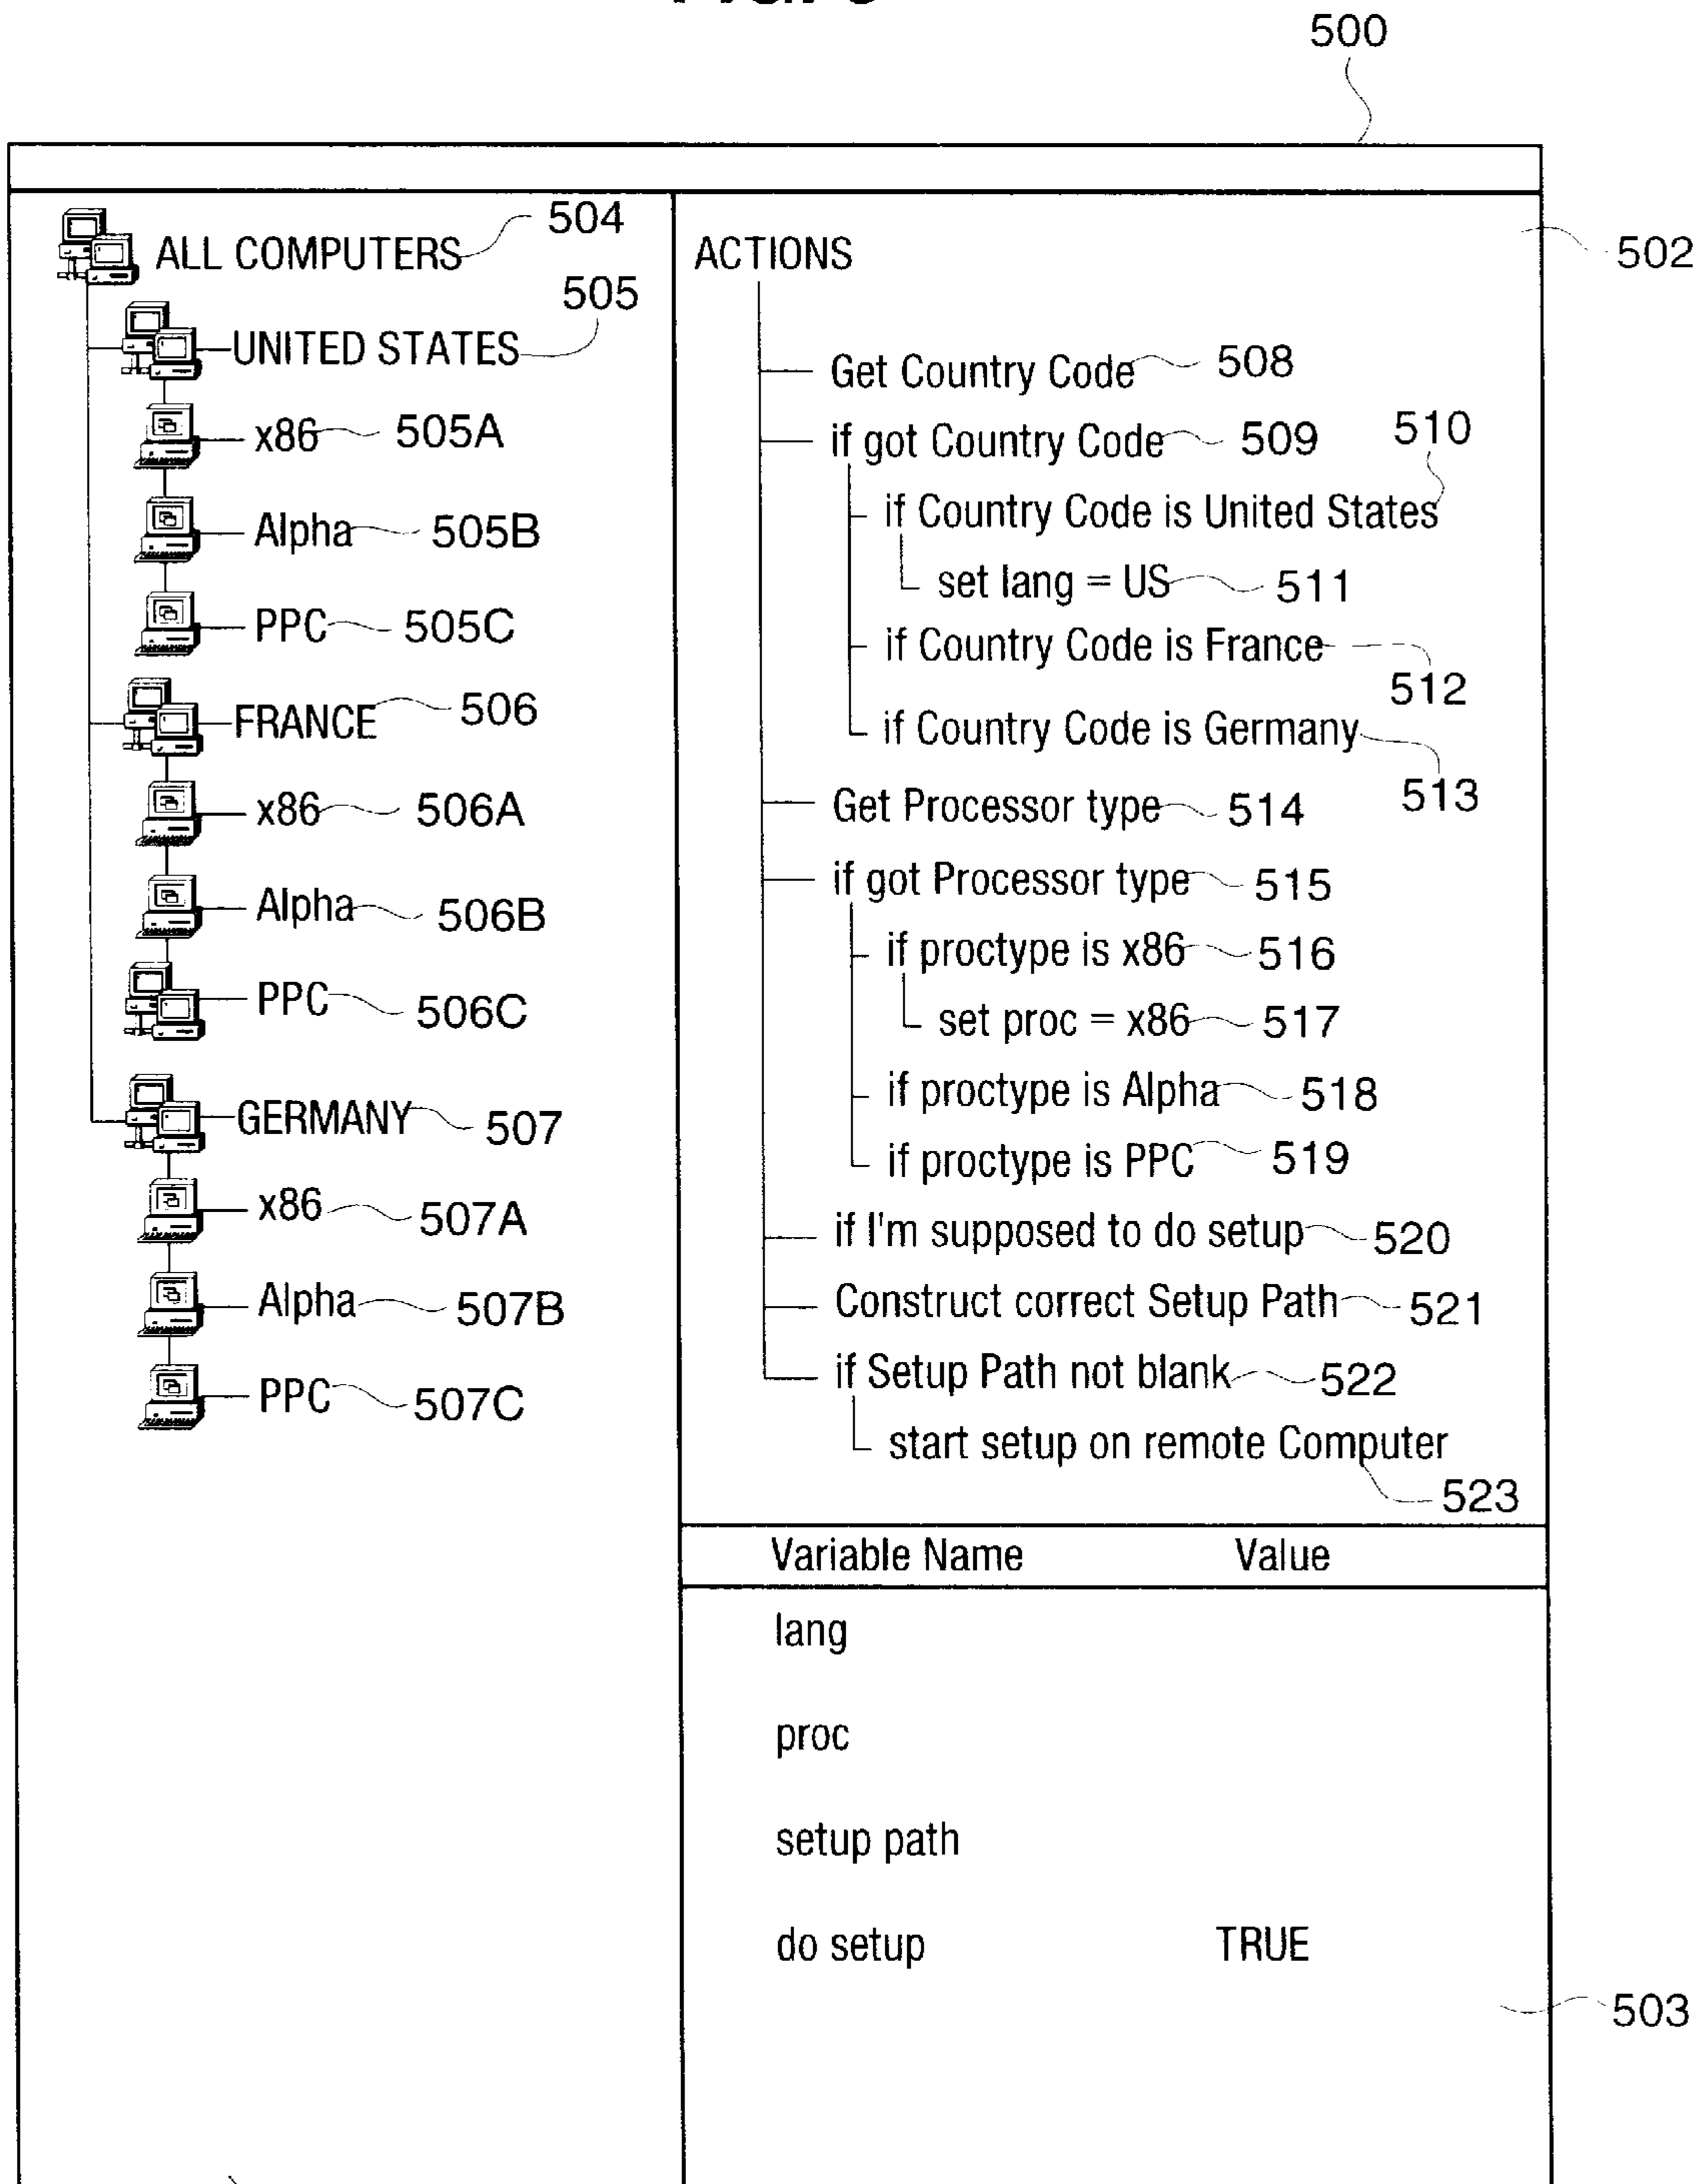 500
ALL COMPUTERS 504
UNITED STATES 505
x86 505A
Alpha 505B
PPC 505C
FRANCE 506
x86 506A
Alpha 506B
PPC 506C
GERMANY 507
x86 507A
Alpha 507B
PPC 507C
ACTIONS 502
Get Country Code 508
if got Country Code 509
if Country Code is United States 510
set lang = US 511
if Country Code is France 512
if Country Code is Germany 513
Get Processor type 514
if got Processor type 515
if proctype is x86 516
set proc = x86 517
if proctype is Alpha 518
if proctype is PPC 519
if I'm supposed to do setup 520
Construct correct Setup Path 521
if Setup Path not blank 522
start setup on remote Computer 523
Variable Name Value
lang
proc
setup path
do setup TRUE
503